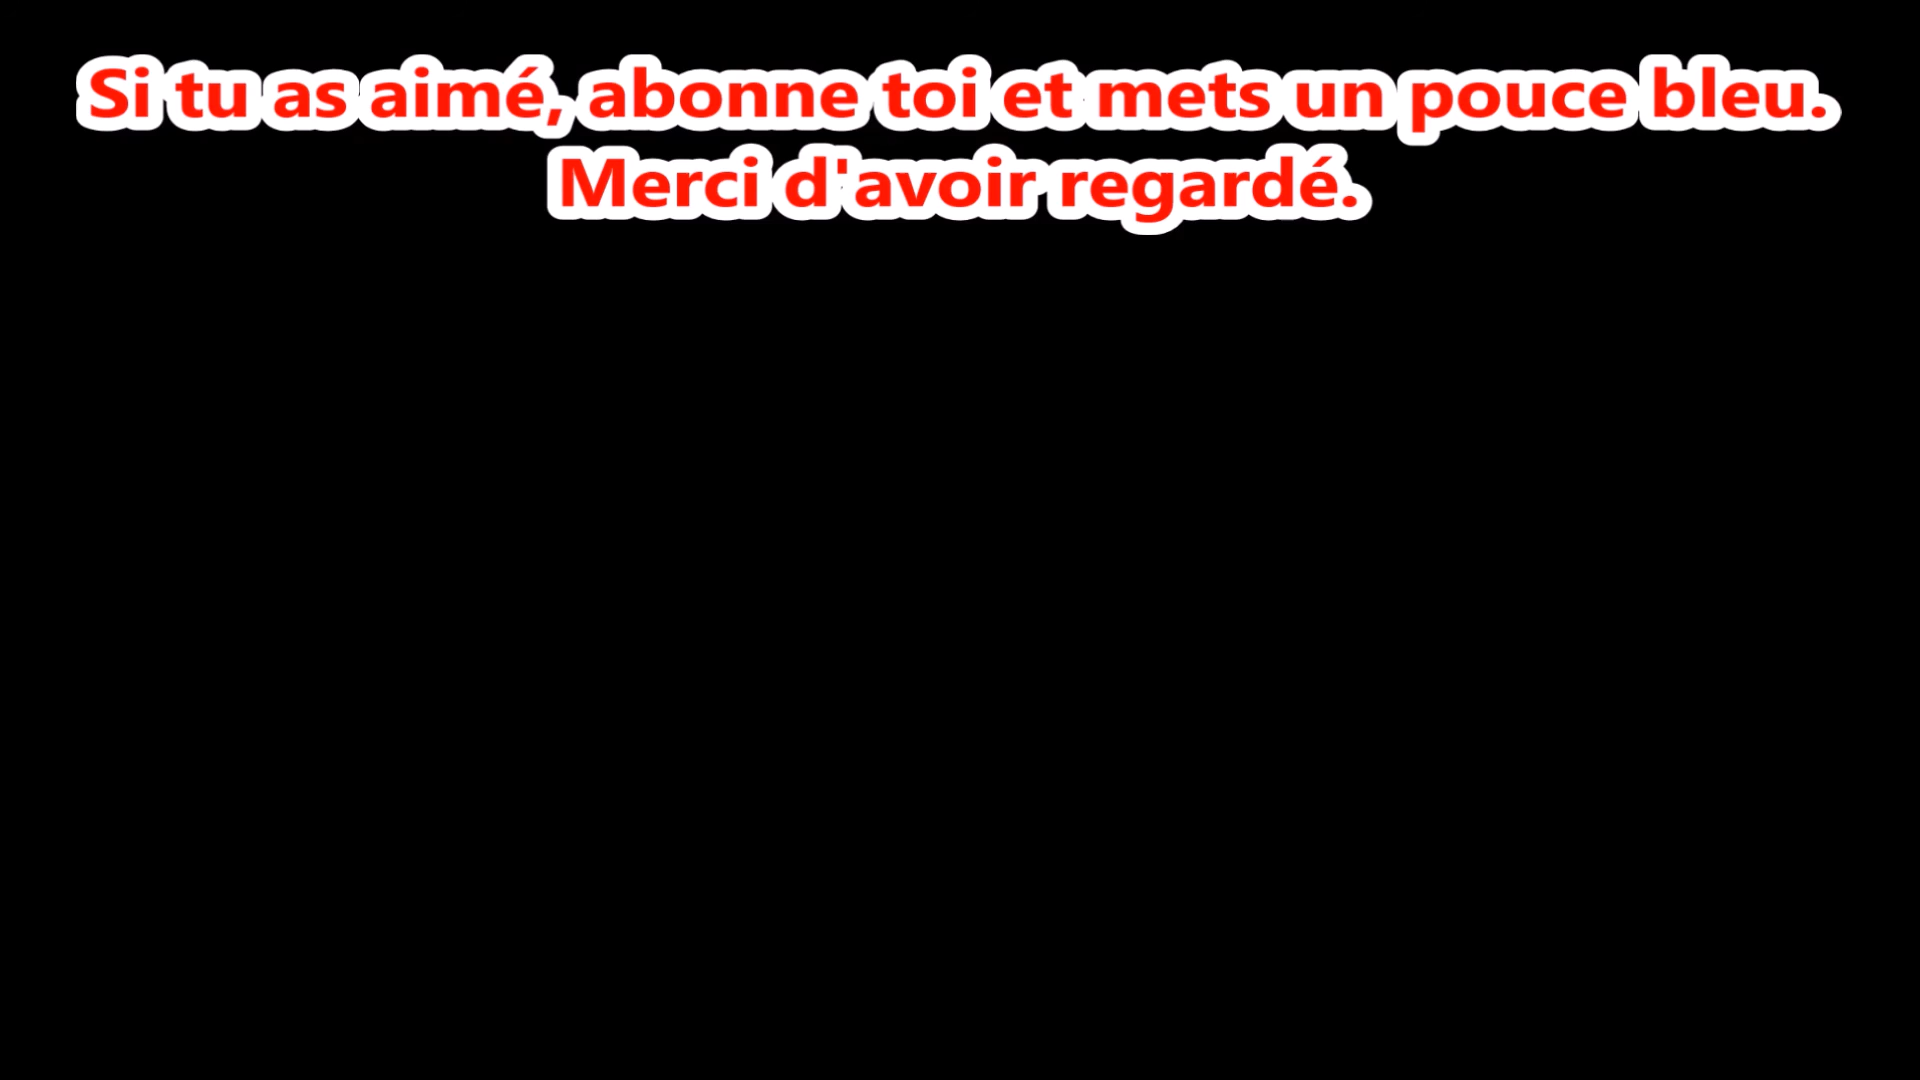 Si tu as aimé, abonne toi et mets un pouce bleu.
Merci d'avoir regardé.